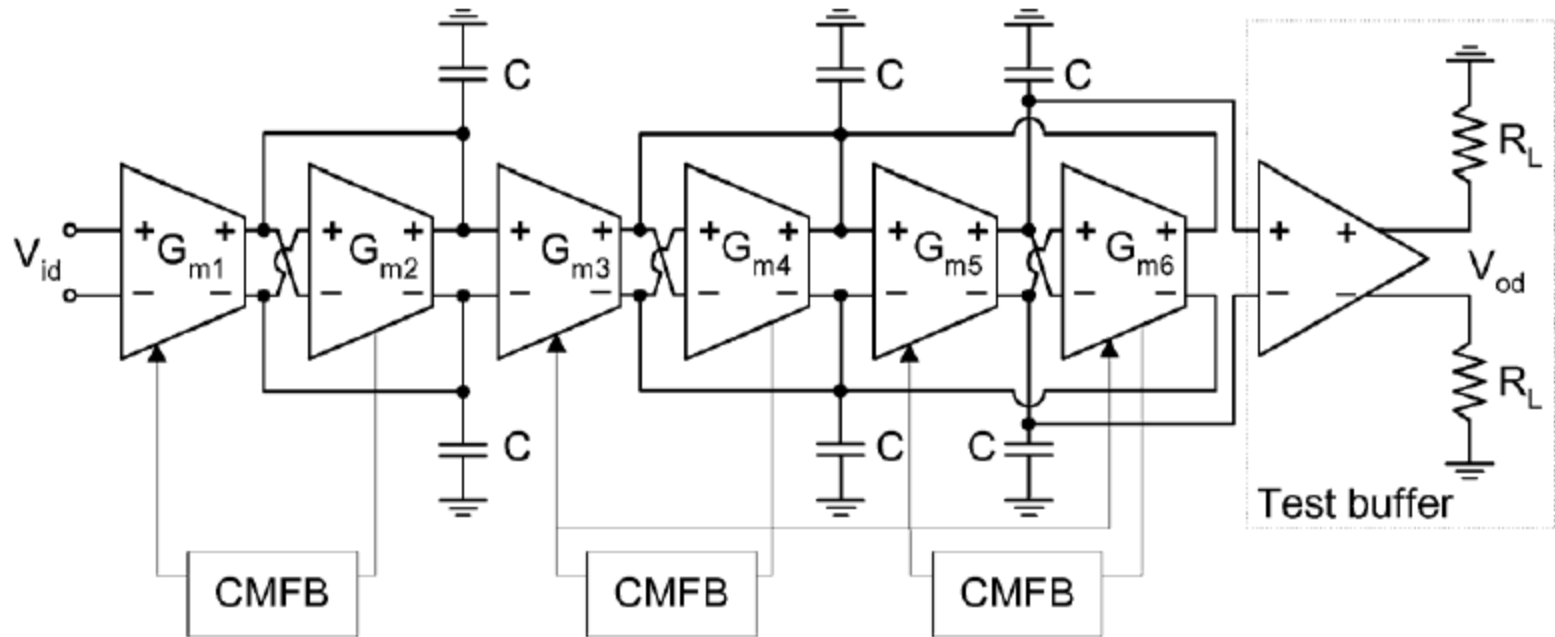 C
C
C
+ + + + + + + + + + + + + +
V_id G_m1 G_m2 G_m3 G_m4 G_m5 G_m6 V_od
− − − − − − − − − − − − − −
R_L
R_L
C
C
C
Test buffer
CMFB
CMFB
CMFB